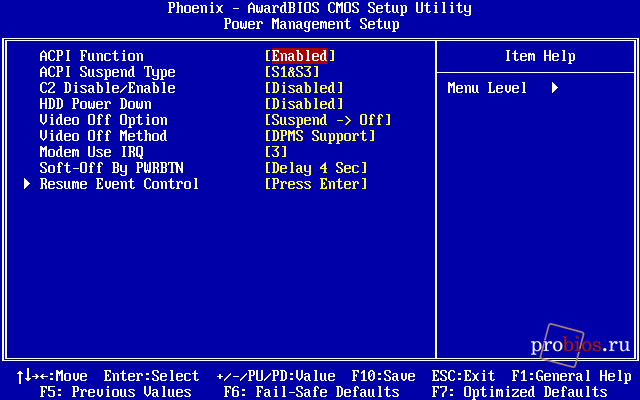 Phoenix - AwardBIOS CMOS Setup Utility
Power Management Setup
ACPI Function [Enabled]
ACPI Suspend Type [S1&S3]
C2 Disable/Enable [Disabled]
HDD Power Down [Disabled]
Video Off Option [Suspend -> Off]
Video Off Method [DPMS Support]
Modem Use IRQ [3]
Soft-Off By PWRBTN [Delay 4 Sec]
Resume Event Control [Press Enter]
Item Help
Menu Level
probios.ru
↑↓→←:Move Enter:Select +/-/PU/PD:Value F10:Save ESC:Exit F1:General Help
F5: Previous Values F6: Fail-Safe Defaults F7: Optimized Defaults